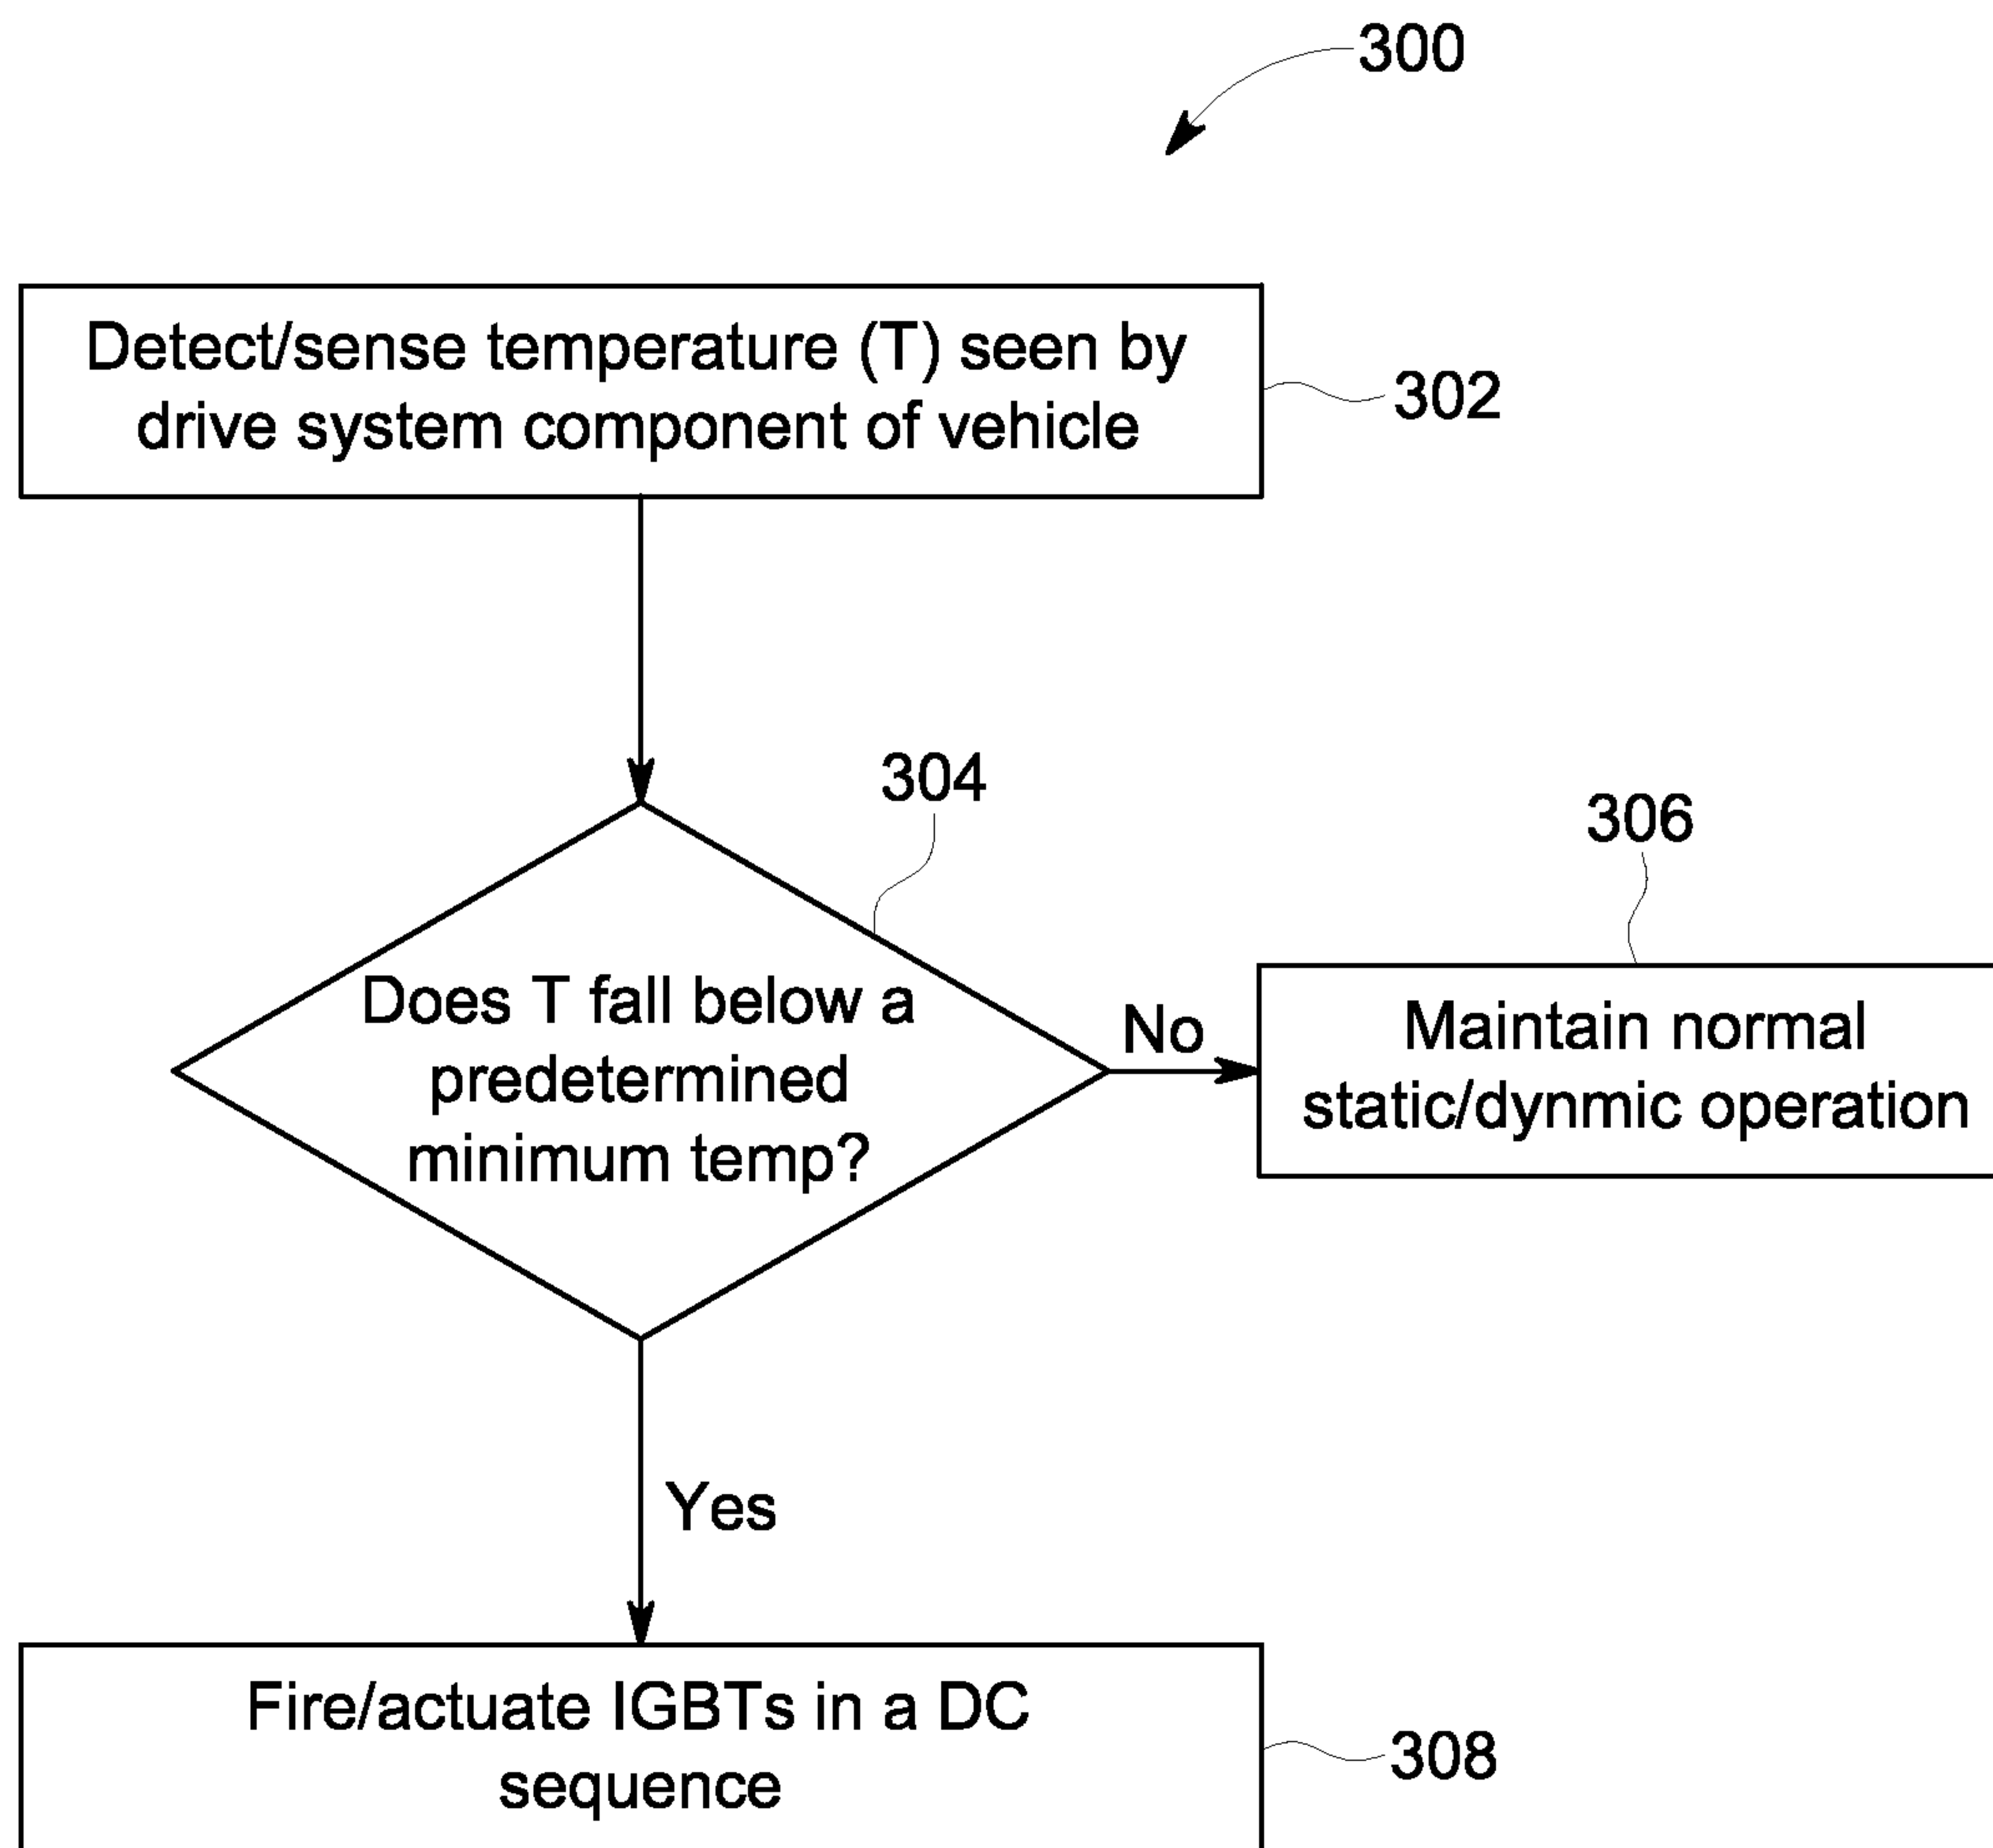 300
Detect/sense temperature (T) seen by
drive system component of vehicle
302
304
Does T fall below a
predetermined
minimum temp?
No
306
Maintain normal
static/dynmic operation
Yes
Fire/actuate IGBTs in a DC
sequence
308